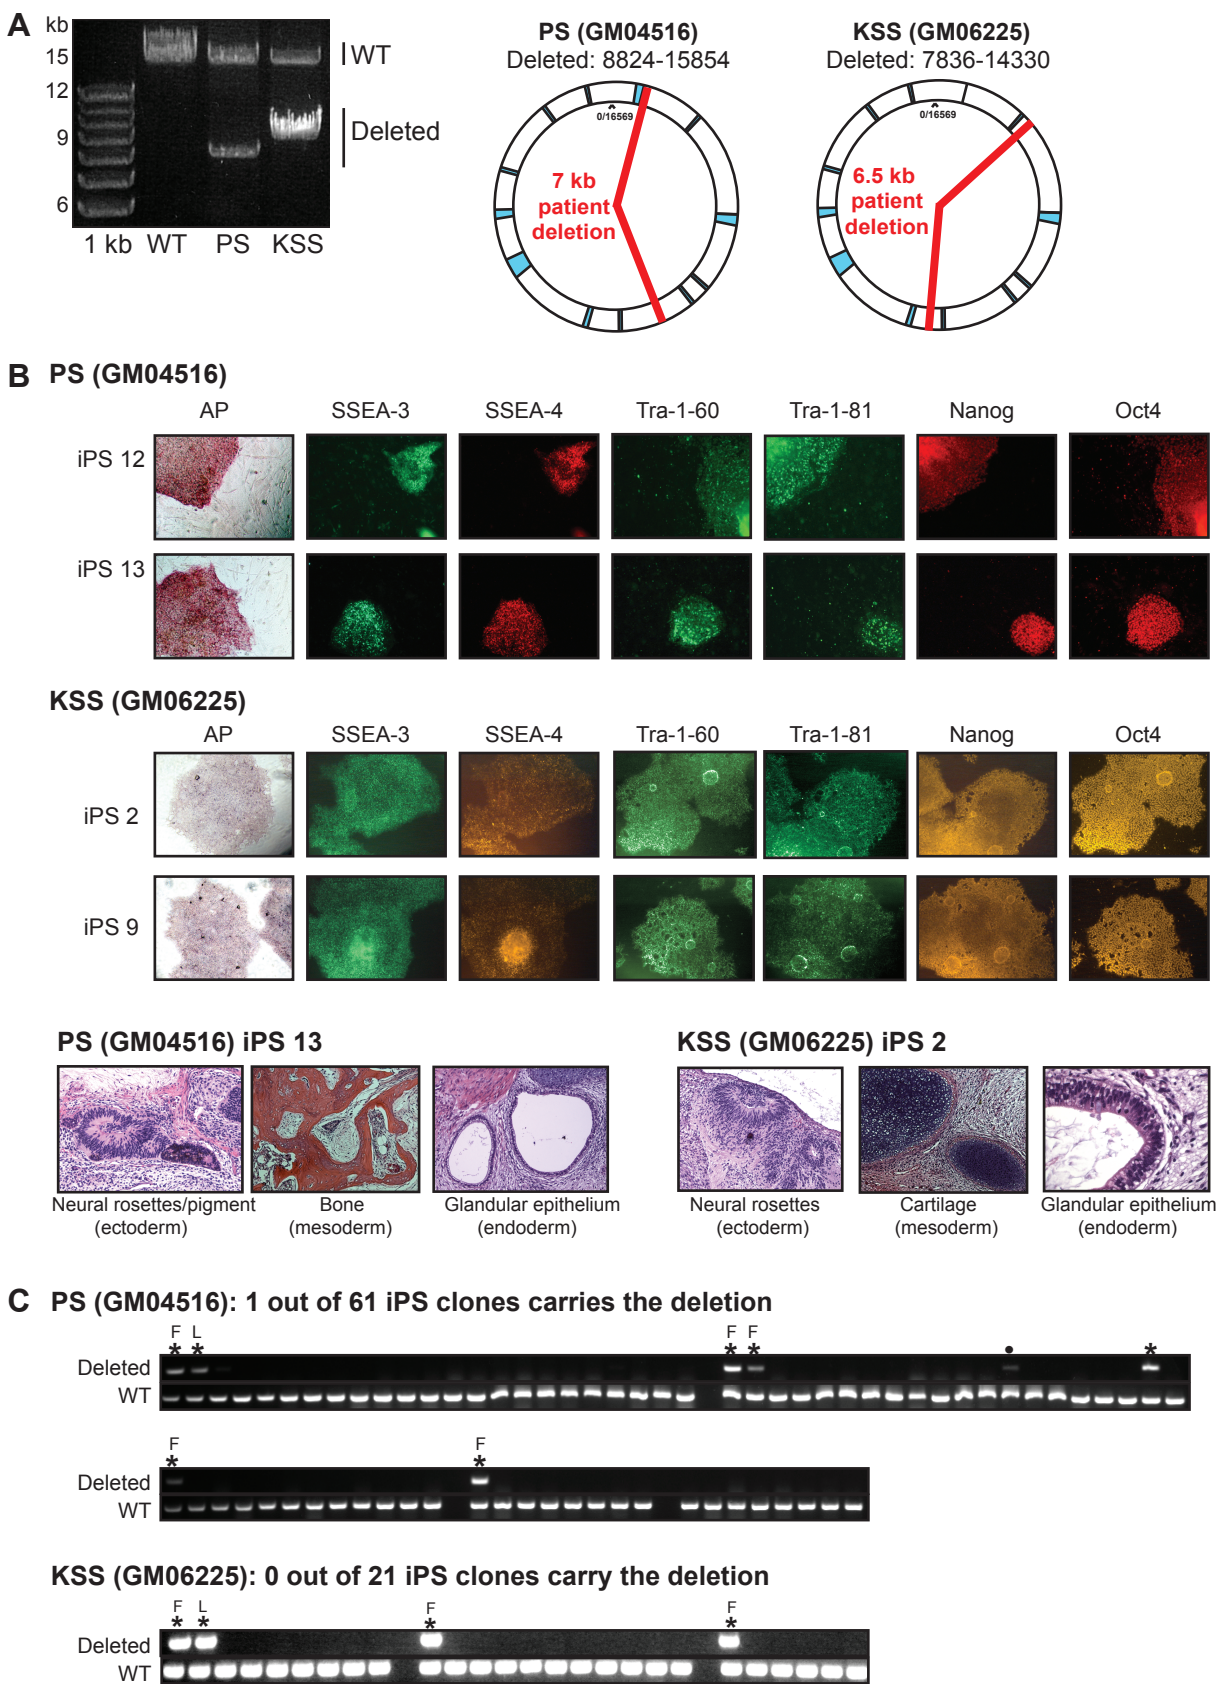 A
kb
15
12
9
6
WT
Deleted
1 kb WT PS KSS
PS (GM04516)
Deleted: 8824-15854
0/16569
7 kb
patient
deletion
KSS (GM06225)
Deleted: 7836-14330
0/16569
6.5 kb
patient
deletion
B PS (GM04516)
AP SSEA-3 SSEA-4 Tra-1-60 Tra-1-81 Nanog Oct4
iPS 12
iPS 13
KSS (GM06225)
AP SSEA-3 SSEA-4 Tra-1-60 Tra-1-81 Nanog Oct4
iPS 2
iPS 9
PS (GM04516) iPS 13
Neural rosettes/pigment
(ectoderm)
Bone
(mesoderm)
Glandular epithelium
(endoderm)
KSS (GM06225) iPS 2
Neural rosettes
(ectoderm)
Cartilage
(mesoderm)
Glandular epithelium
(endoderm)
C PS (GM04516): 1 out of 61 iPS clones carries the deletion
F L F F
* * * * • *
Deleted
WT
F F
* *
Deleted
WT
KSS (GM06225): 0 out of 21 iPS clones carry the deletion
F L F F
* * * *
Deleted
WT